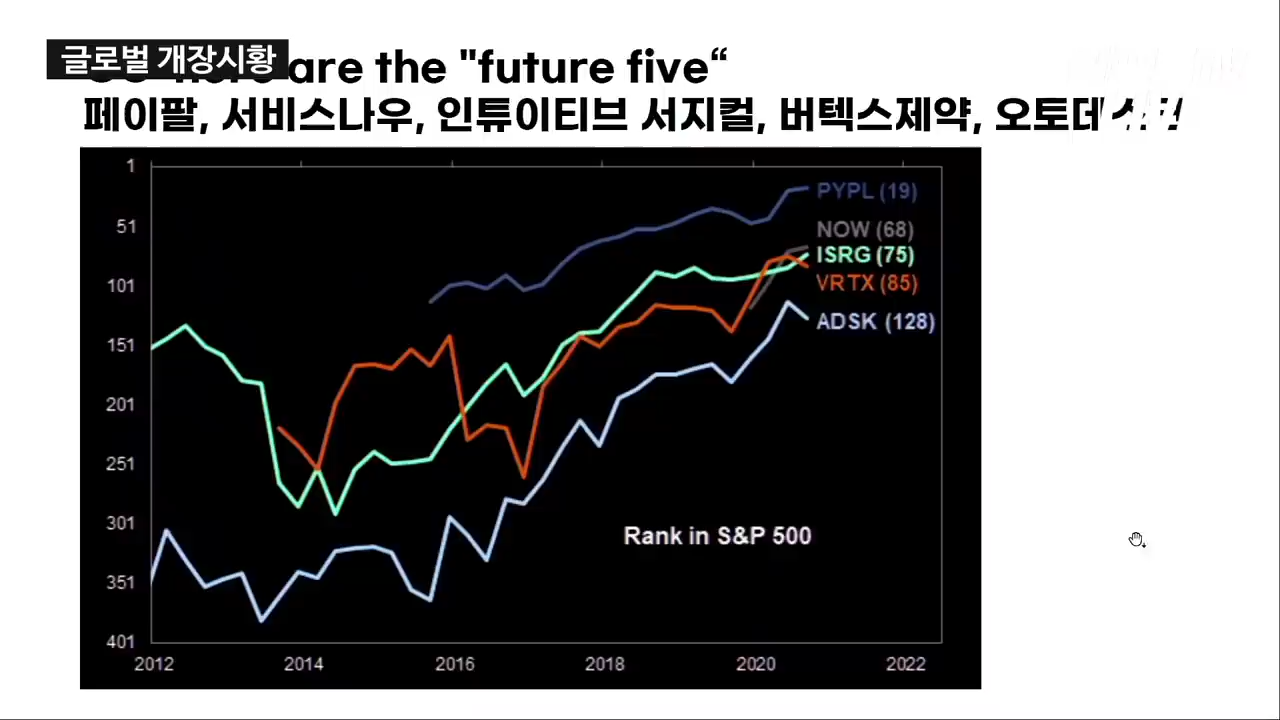 글로벌 개장시황
are the "future five“
페이팔, 서비스나우, 인튜이티브 서지컬, 버텍스제약,
1
51
101
151
201
251
301
351
401
PYPL (19)
NOW (68)
ISRG (75)
VRTX (85)
ADSK (128)
Rank in S&P 500
2012 2014 2016 2018 2020 2022